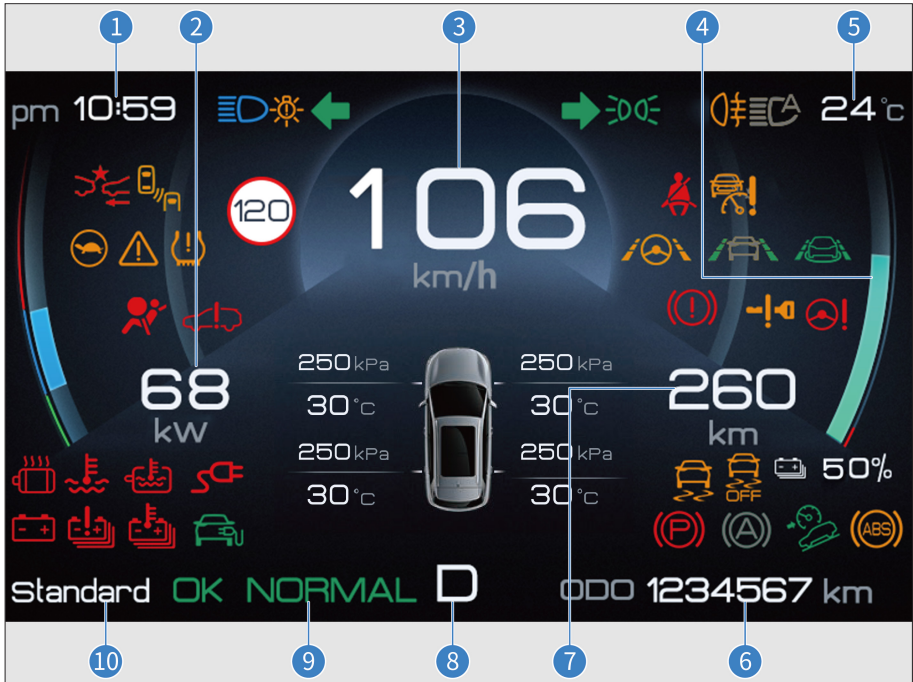 1 2 3 4 5
pm 10:59
A
24°c
120
106
km/h
68
kW
250 kPa
250 kPa
30°c
30°c
250 kPa
250 kPa
30°c
30°c
260
km
OFF
50%
P
A
ABS
Standard OK NORMAL D ODO 1234567 km
10 9 8 7 6